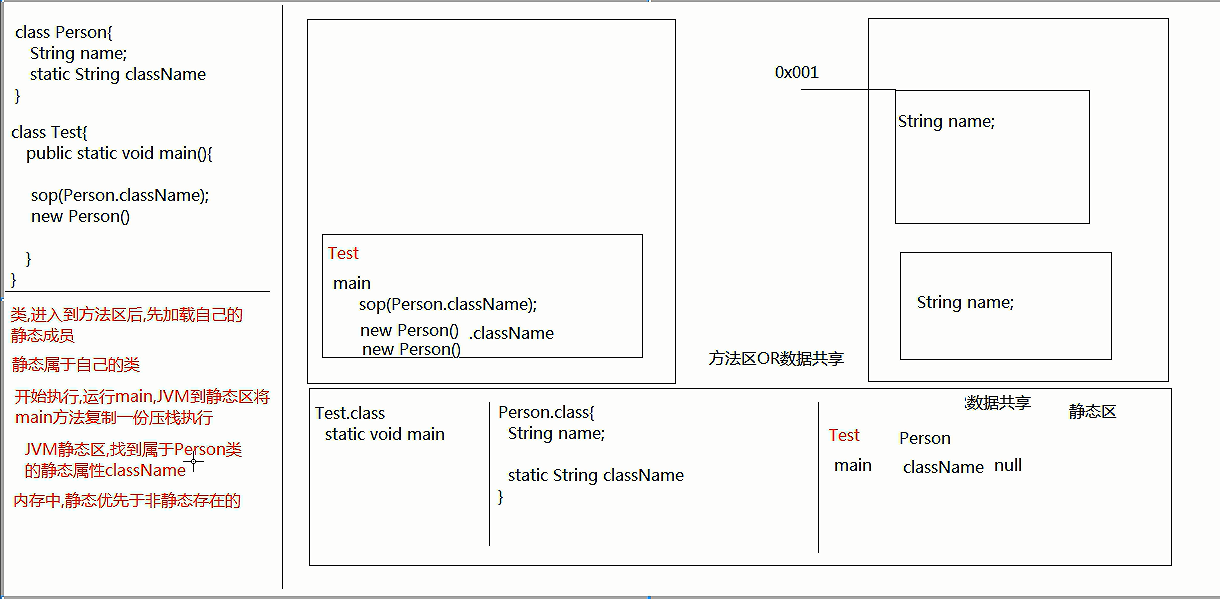 class Person{
String name;
static String className
}
class Test{
public static void main(){
sop(Person.className);
new Person()
}
}
类,进入到方法区后,先加载自己的
静态成员
静态属于自己的类
开始执行,运行main,JVM到静态区将
main方法复制一份压栈执行
JVM静态区,找到属于Person类
的静态属性className
内存中,静态优先于非静态存在的
Test
main
sop(Person.className);
new Person() .className
new Person()
0x001
String name;
String name;
方法区OR数据共享
Test.class
static void main
Person.class{
String name;
static String className
}
数据共享
静态区
Test Person
main className null